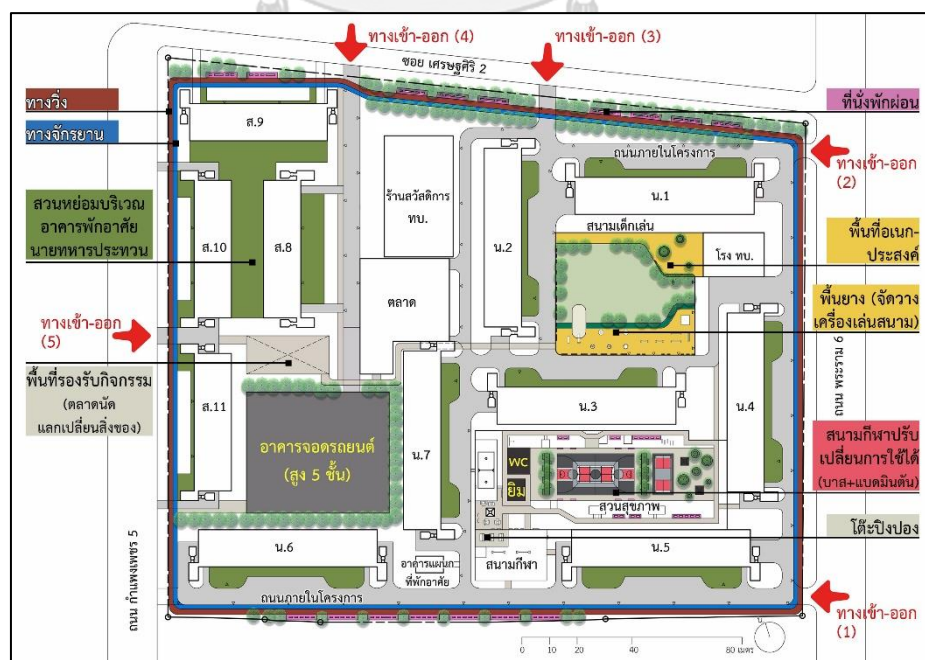 ทางเข้า-ออก (4)
ทางเข้า-ออก (3)
ซอย เศรษฐศิริ 2
ทางวิ่ง
ที่นั่งพักผ่อน
ทางจักรยาน
ส.9
ถนนภายในโครงการ
ทางเข้า-ออก
(2)
สวนหย่อมบริเวณ
อาคารพักอาศัย
นายทหารประทวน
ร้านสวัสดิการ
ทบ.
น.1
สนามเด็กเล่น
ส.10
ส.8
น.2
โรง ทบ.
พื้นที่อเนก-
ประสงค์
ตลาด
พื้นยาง (จัดวาง
เครื่องเล่นสนาม)
ทางเข้า-ออก
(5)
พื้นที่รองรับกิจกรรม
(ตลาดนัด
แลกเปลี่ยนสิ่งของ)
ส.11
น.3
น.4
ถนน พระราม 6
อาคารจอดรถยนต์
(สูง 5 ชั้น)
น.7
WC
ยิม
สวนสุขภาพ
สนามกีฬาปรับ
เปลี่ยนการใช้ได้
(บาส+แบดมินตัน)
โต๊ะปิงปอง
น.6
อาคารแผนก
ที่พักอาศัย
สนามกีฬา
น.5
ถนน กำแพงเพชร 5
ถนนภายในโครงการ
ทางเข้า-ออก
(1)
น
0 10 20 40 80 เมตร